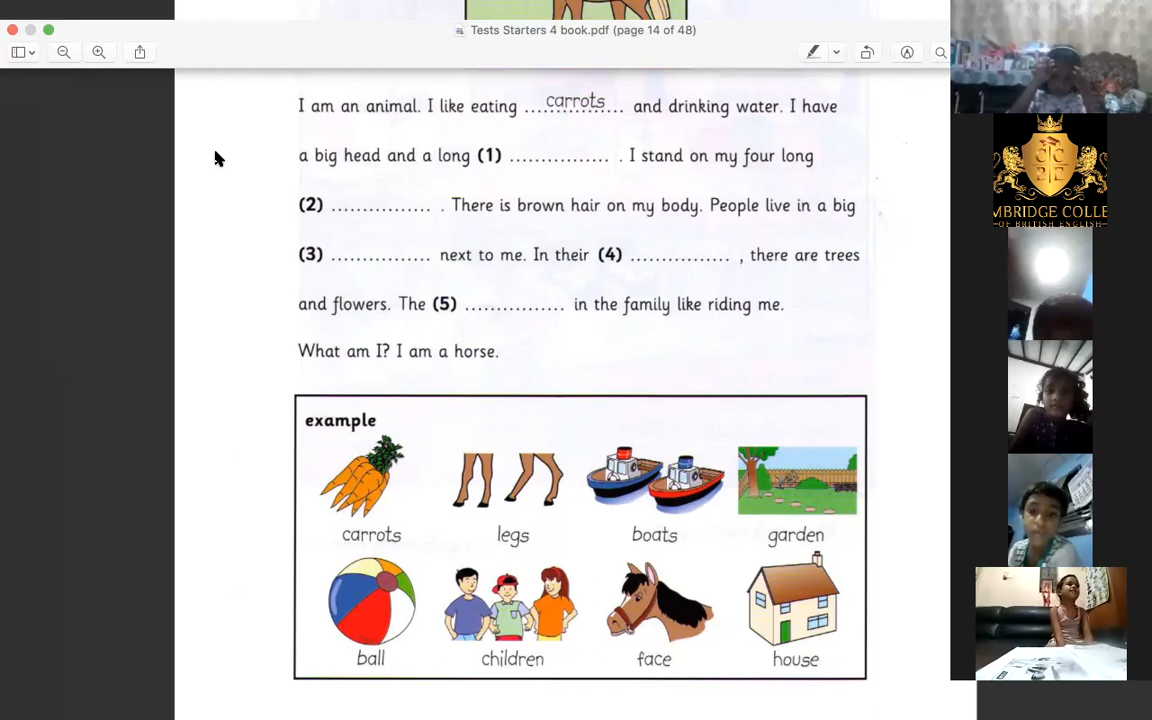 Tests Starters 4 book.pdf (page 14 of 48)
I am an animal. I like eating ......carrots...... and drinking water. I have
a big head and a long (1) ................ . I stand on my four long
(2) ................ . There is brown hair on my body. People live in a big
(3) ................ next to me. In their (4) ................ , there are trees
and flowers. The (5) ................ in the family like riding me.
What am I? I am a horse.
example
carrots legs boats garden
ball children face house
MBRIDGE COLLE
OF BRITISH ENGLISH